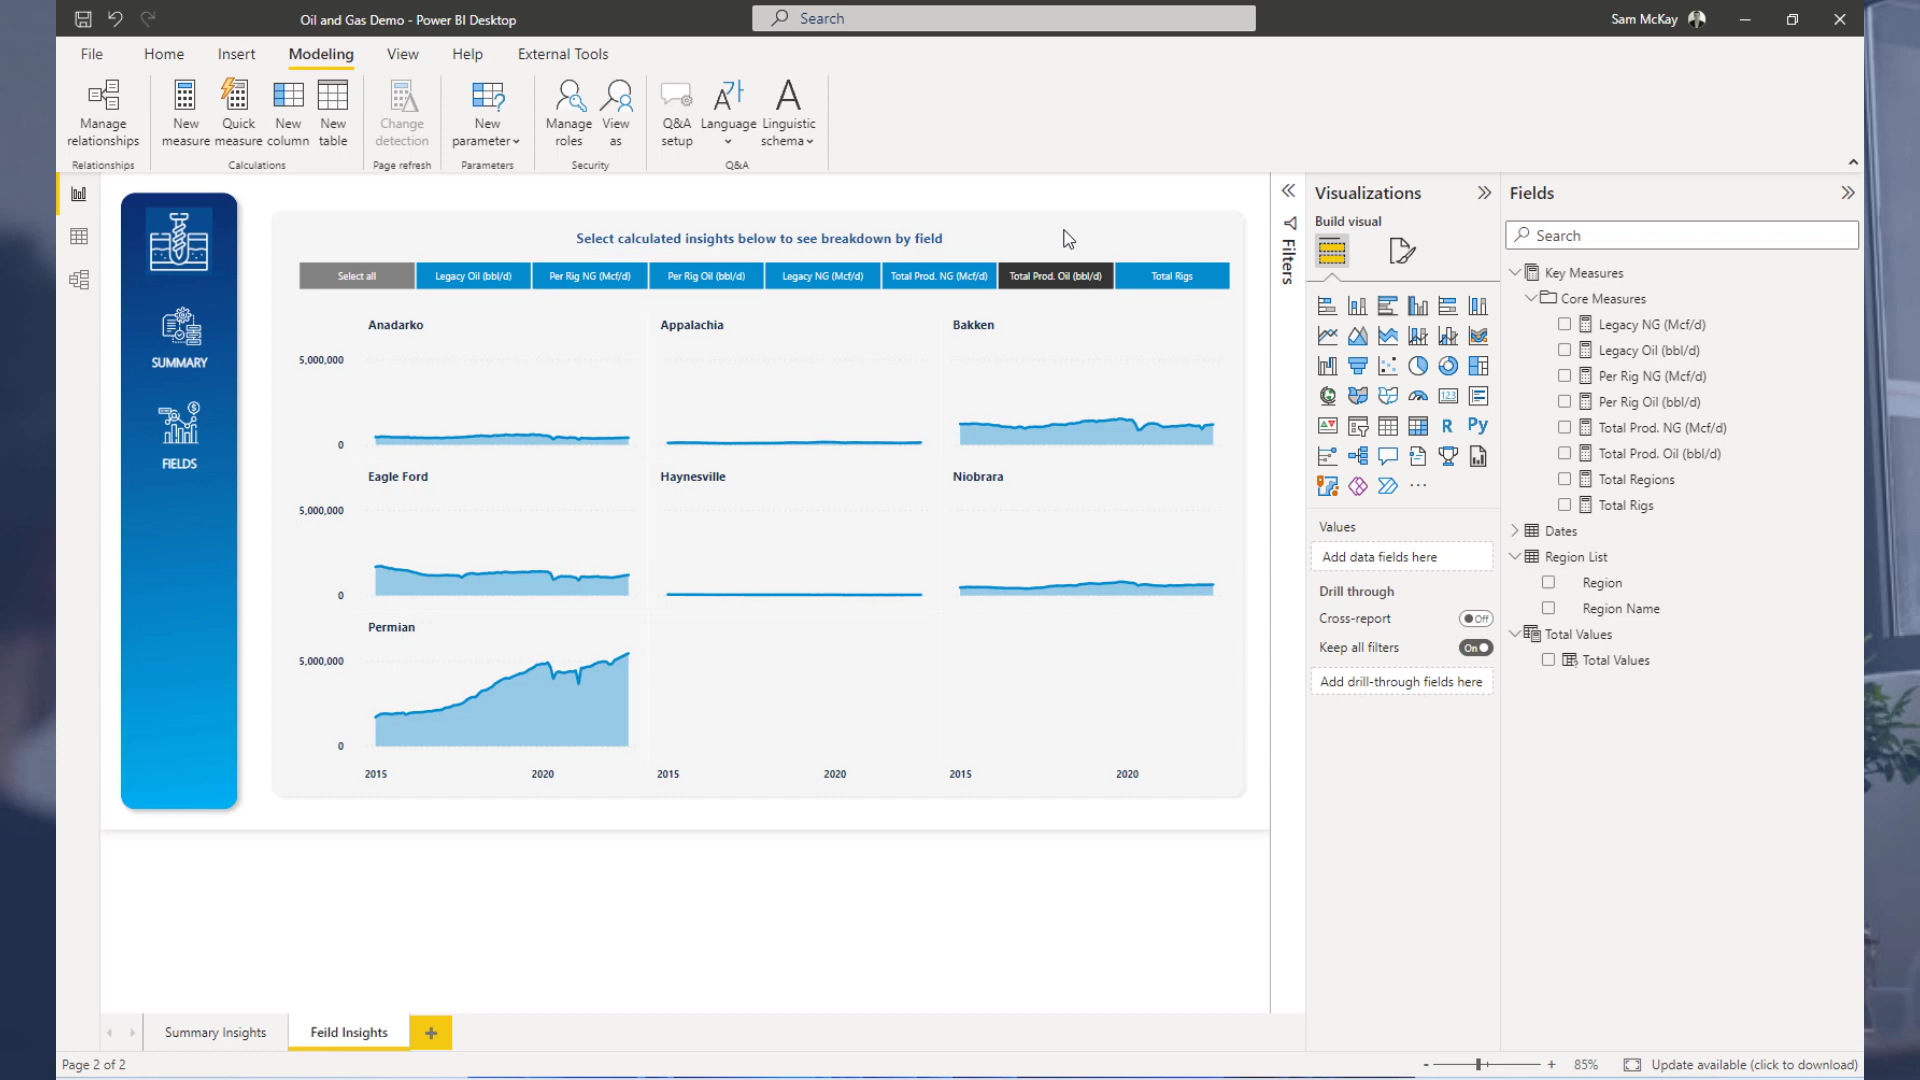 Oil and Gas Demo - Power BI Desktop
Search
Sam McKay
File Home Insert Modeling View Help External Tools
Manage relationships
New measure
Quick measure
New column
New table
Change detection
New parameter
Manage roles
View as
Q&A setup
Language
Linguistic schema
Relationships
Calculations
Page refresh
Parameters
Security
Q&A
SUMMARY
FIELDS
Select calculated insights below to see breakdown by field
Select all
Legacy Oil (bbl/d)
Per Rig NG (Mcf/d)
Per Rig Oil (bbl/d)
Legacy NG (Mcf/d)
Total Prod. NG (Mcf/d)
Total Prod. Oil (bbl/d)
Total Rigs
Anadarko
Appalachia
Bakken
5,000,000
0
Eagle Ford
Haynesville
Niobrara
5,000,000
0
Permian
5,000,000
0
2015 2020 2015 2020 2015 2020
Filters
Visualizations
Build visual
123
R
Py
Values
Add data fields here
Drill through
Cross-report
Off
Keep all filters
On
Add drill-through fields here
Fields
Search
Key Measures
Core Measures
Legacy NG (Mcf/d)
Legacy Oil (bbl/d)
Per Rig NG (Mcf/d)
Per Rig Oil (bbl/d)
Total Prod. NG (Mcf/d)
Total Prod. Oil (bbl/d)
Total Regions
Total Rigs
Dates
Region List
Region
Region Name
Total Values
Total Values
Summary Insights
Feild Insights
Page 2 of 2
85%
Update available (click to download)